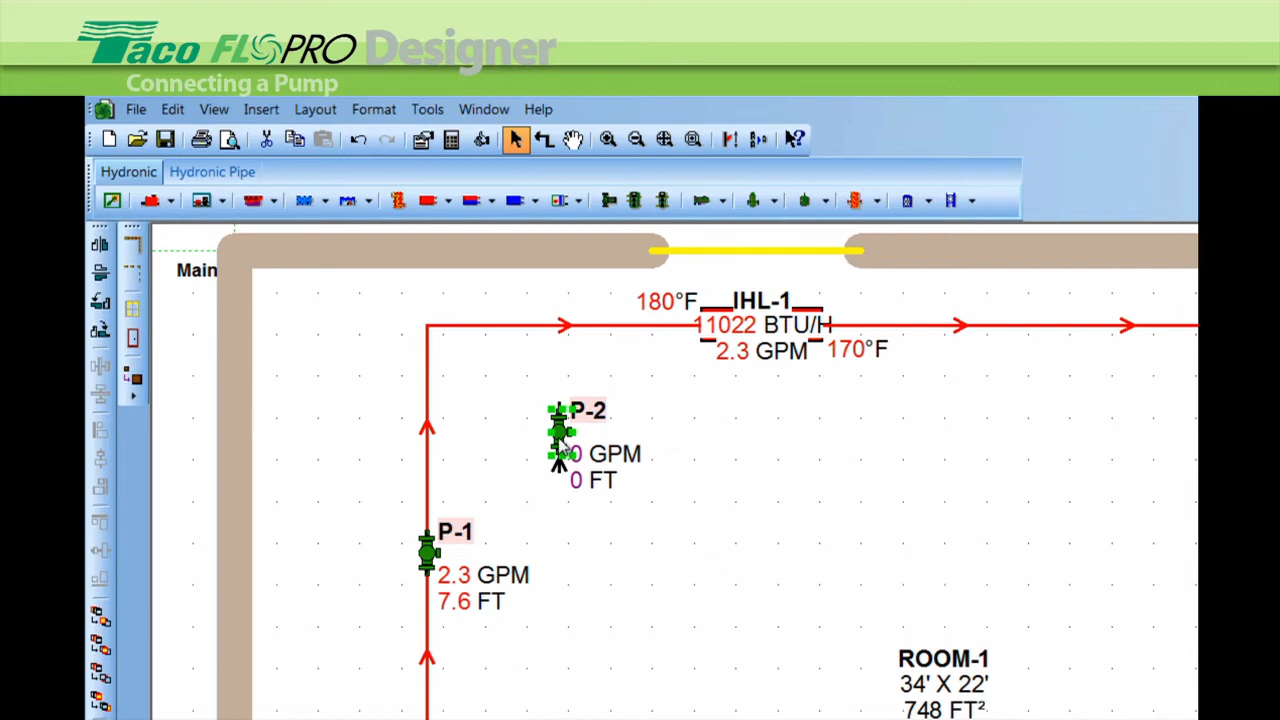 Taco FLOPRO Designer
Connecting a Pump
File Edit View Insert Layout Format Tools Window Help
Hydronic Hydronic Pipe
Main
180°F IHL-1
11022 BTU/H
2.3 GPM 170°F
P-2
0 GPM
0 FT
P-1
2.3 GPM
7.6 FT
ROOM-1
34' X 22'
748 FT²